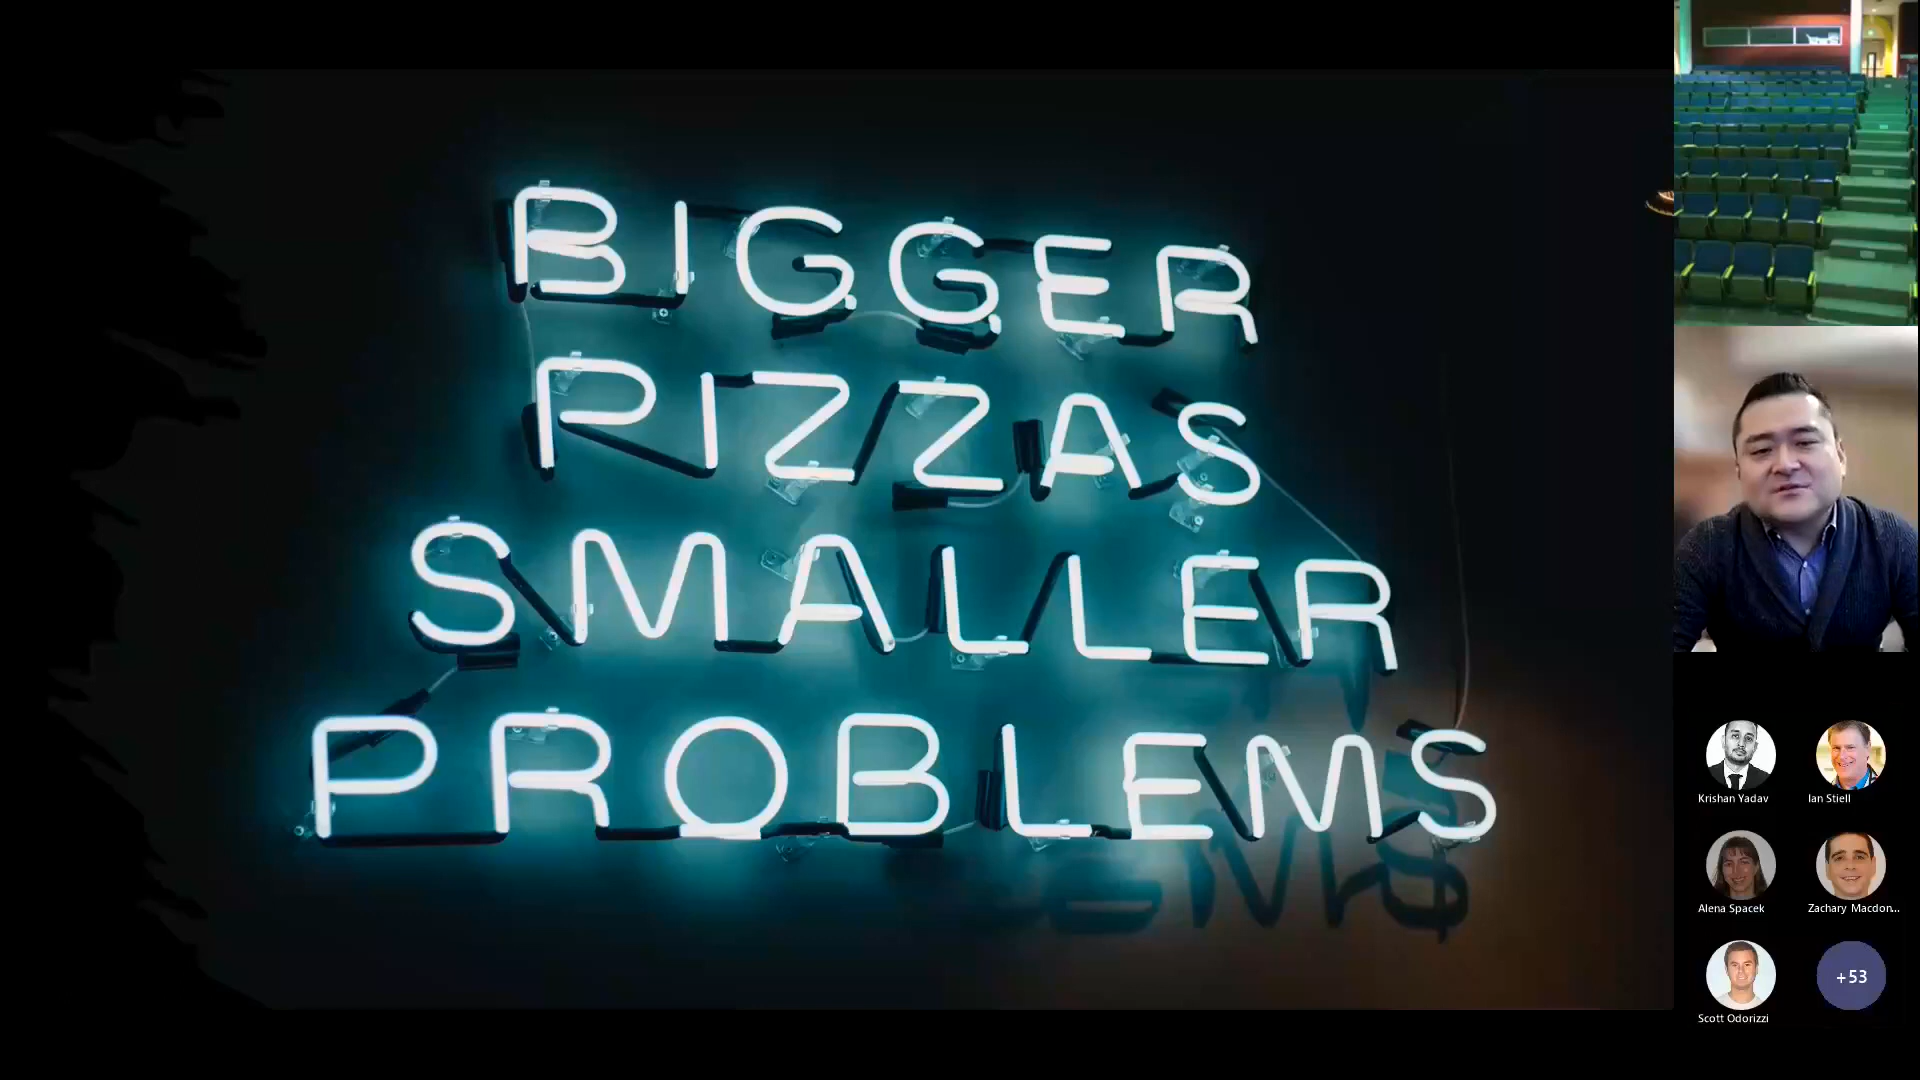 BIGGER
PIZZAS
SMALLER
PROBLEMS
Krishan Yadav
Ian Stiell
Alena Spacek
Zachary Macdon...
Scott Odorizzi
+53